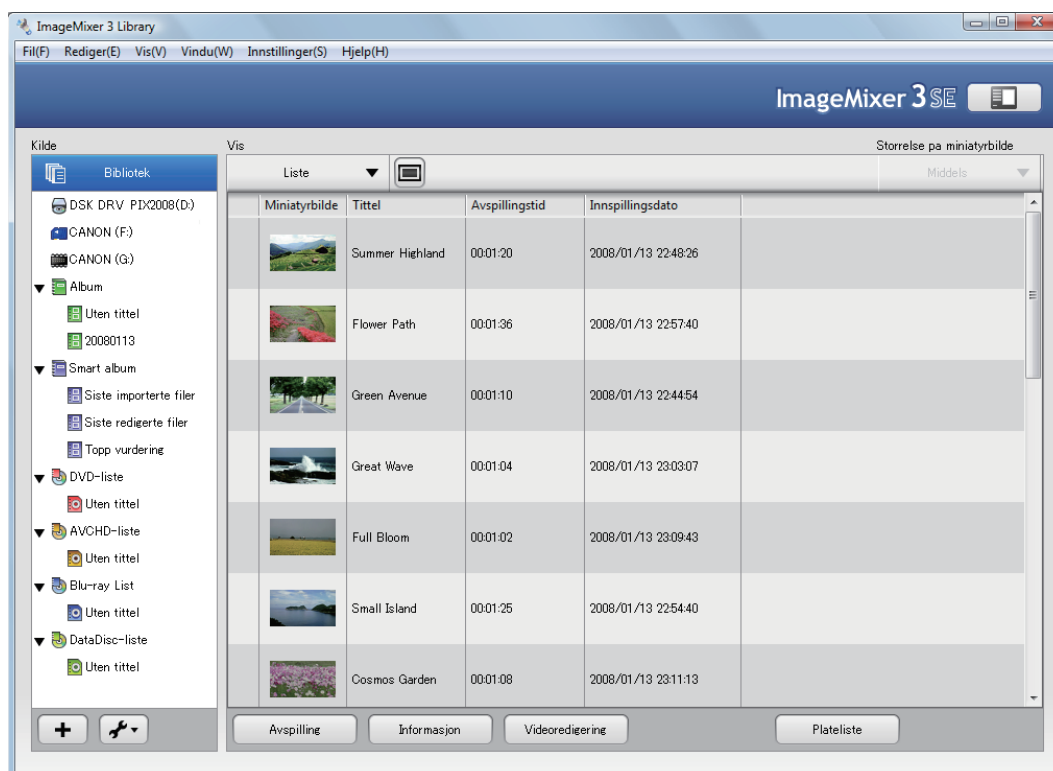 ImageMixer 3 Library
Fil(F) Rediger(E) Vis(V) Vindu(W) Innstillinger(S) Hjelp(H)
ImageMixer 3 SE
Kilde
Bibliotek
DSK DRV PIX2008(D:)
CANON (F:)
CANON (G:)
Album
Uten tittel
20080113
Smart album
Siste importerte filer
Siste redigerte filer
Topp vurdering
DVD-liste
Uten tittel
AVCHD-liste
Uten tittel
Blu-ray List
Uten tittel
DataDisc-liste
Uten tittel
Vis
Storrelse pa miniatyrbilde
Liste
Middels
Miniatyrbilde Tittel Avspillingstid Innspillingsdato
Summer Highland 00:01:20 2008/01/13 22:48:26
Flower Path 00:01:36 2008/01/13 22:57:40
Green Avenue 00:01:10 2008/01/13 22:44:54
Great Wave 00:01:04 2008/01/13 23:03:07
Full Bloom 00:01:02 2008/01/13 23:09:43
Small Island 00:01:25 2008/01/13 22:54:40
Cosmos Garden 00:01:08 2008/01/13 23:11:13
Avspilling Informasjon Videoredigering Plateliste